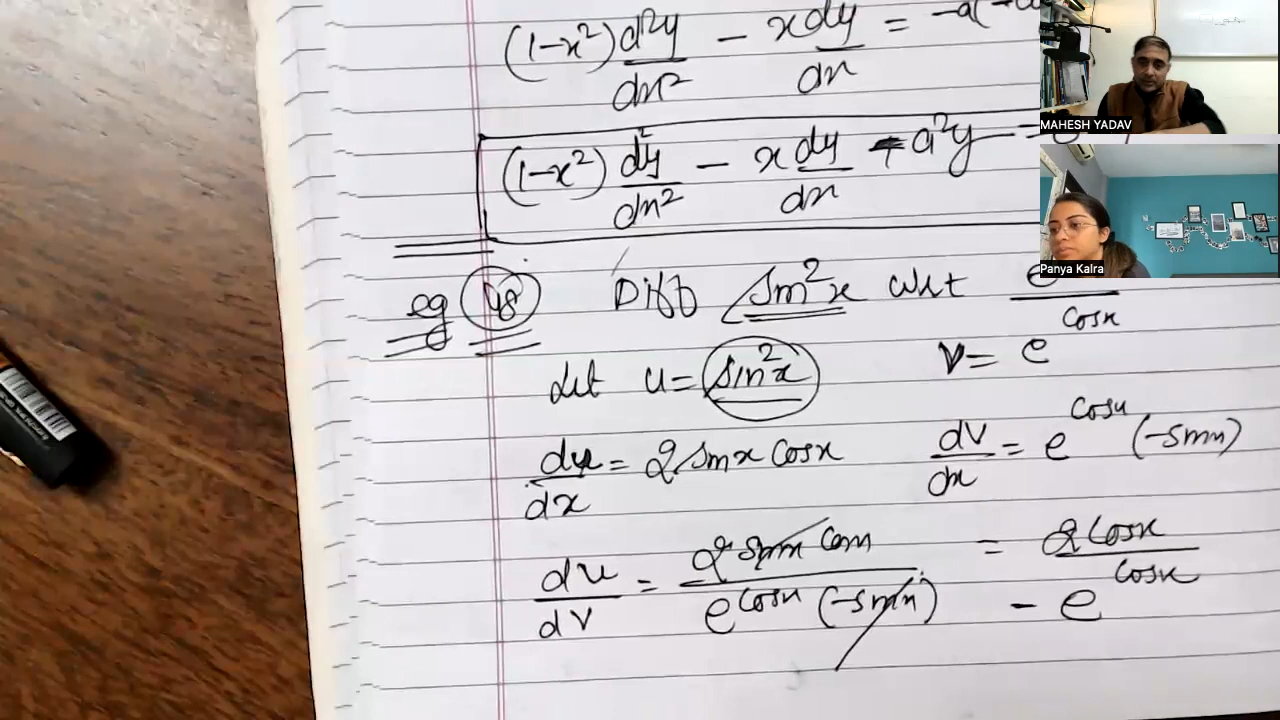 (1-x²) d²y/dx² - x dy/dx = -a(-a
MAHESH YADAV
(1-x²) d²y/dx² - x dy/dx + a²y = 0
Panya Kalra
eg 48 Diff sin²x wrt e
Let u = sin²x v = e^cosx
du/dx = 2 sinx cosx dv/dx = e^cosx (-sinx)
du/dv = 2 sinx cosx / e^cosx (-sinx) = 2 cosx / - e^cosx